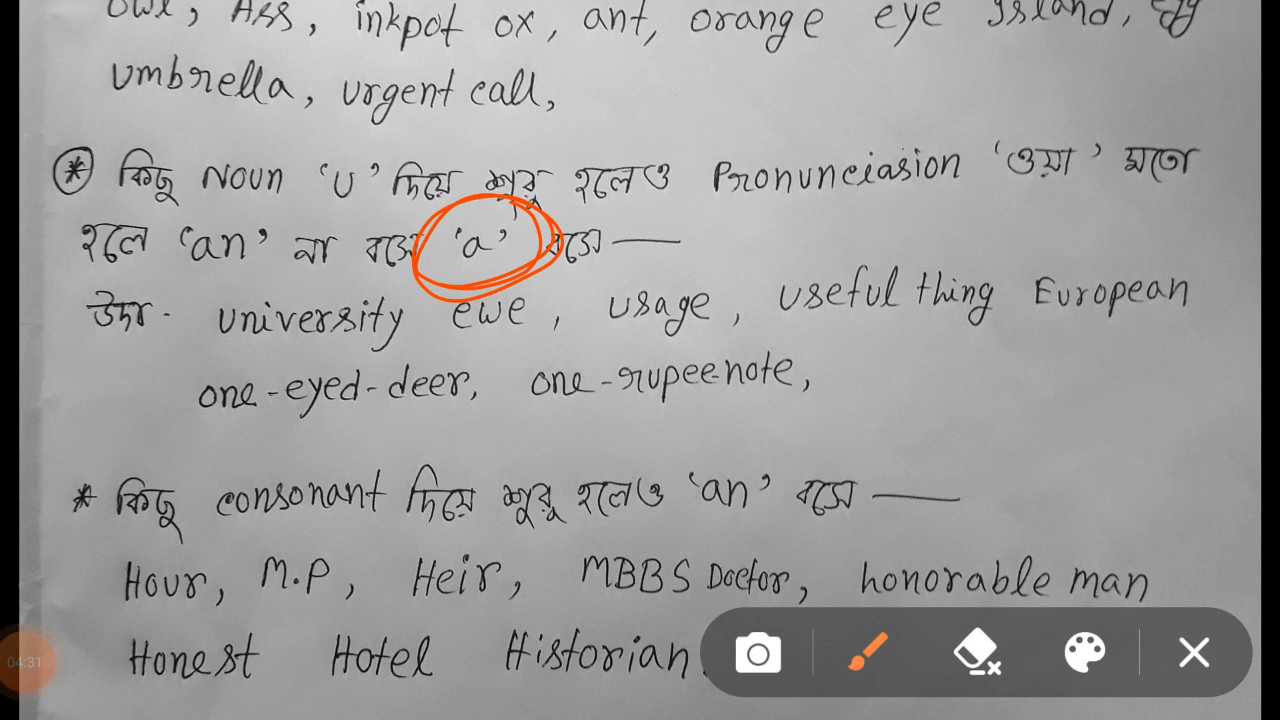 owl, Ass, inkpot ox, ant, orange eye Island, Egg
umbrella, urgent call,
* কিছু Noun 'U' দিয়ে শুরু হলেও Pronunciasion 'ওয়া' মতো
হলে 'an' না বসে 'a' বসে —
উদা- university ewe, usage, useful thing European
one-eyed-deer, one-rupee-note,
* কিছু consonant দিয়ে শুরু হলেও 'an' বসে —
Hour, M.P, Heir, MBBS Doctor, honorable man
Honest Hotel Historian.
04:31